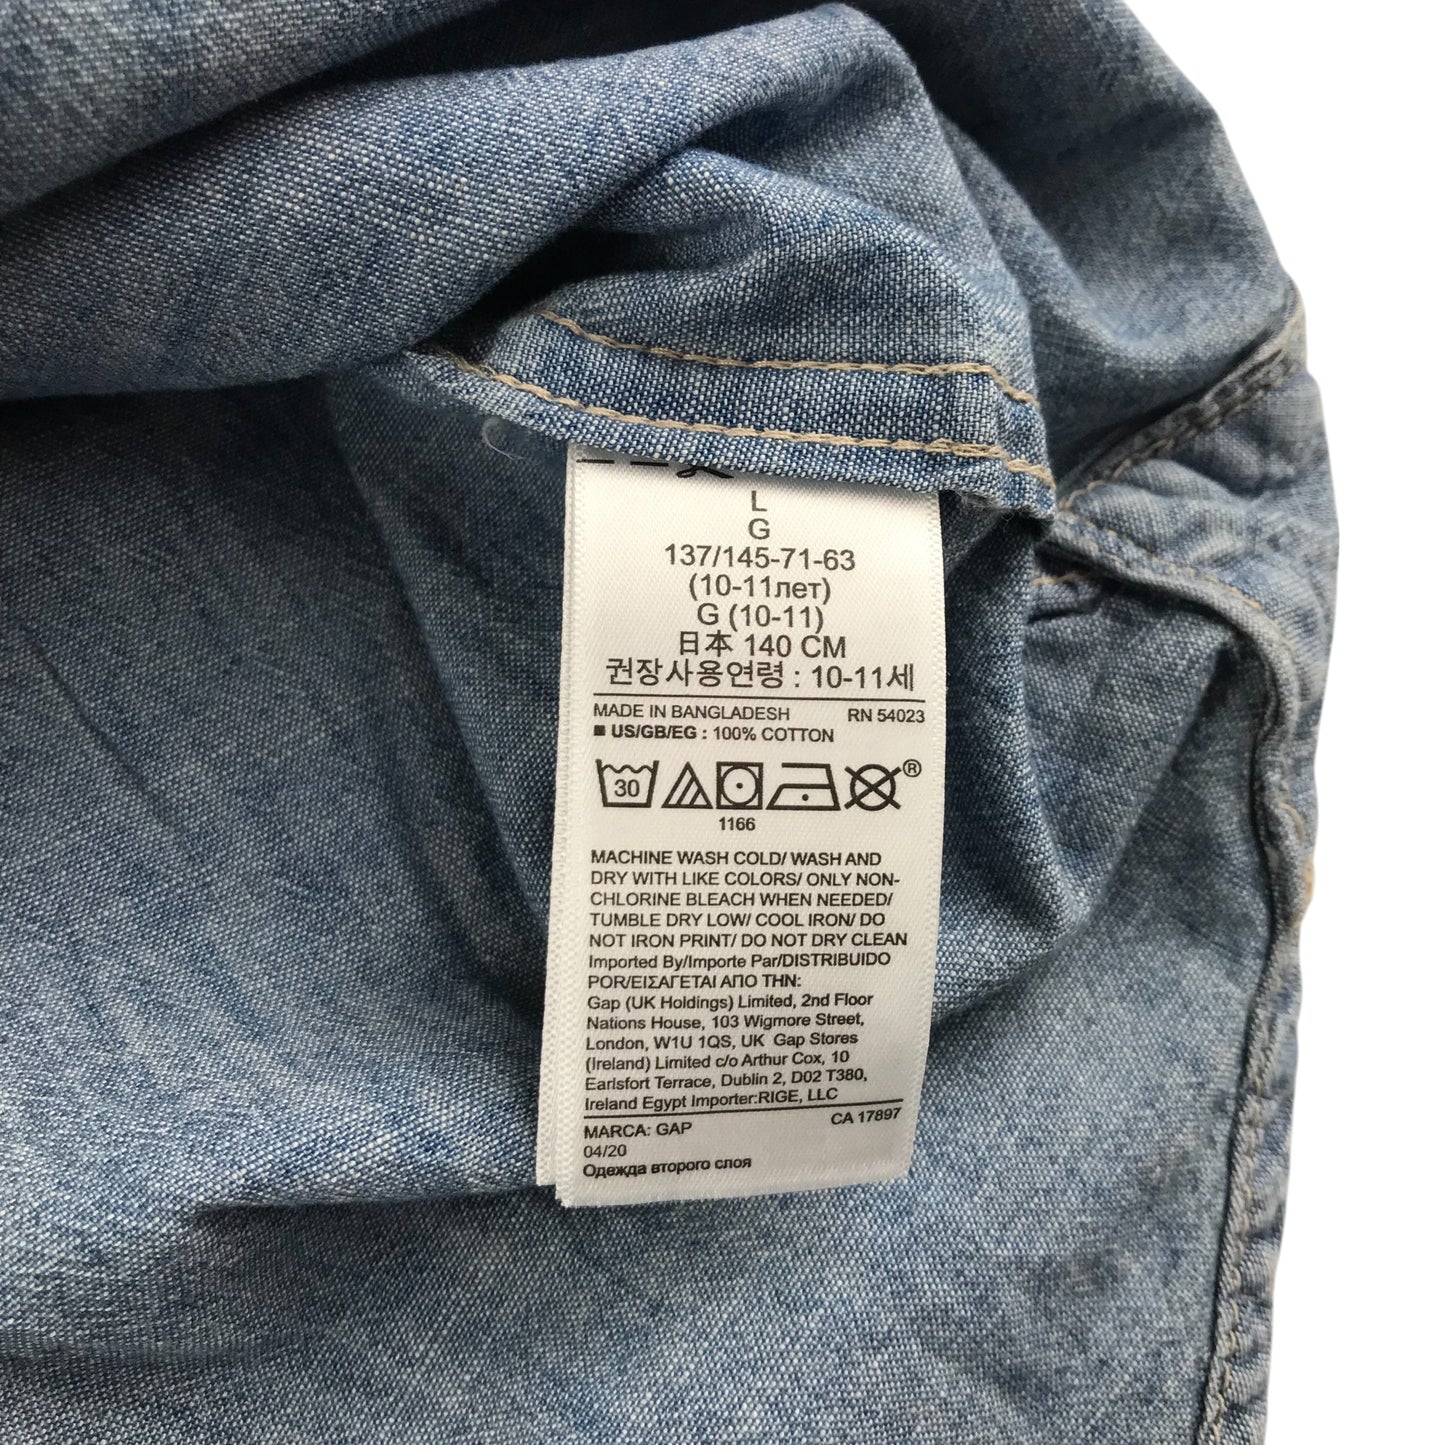 L
G
137/145-71-63
(10-11лет)
G (10-11)
日本 140 CM
권장사용연령 : 10-11세
MADE IN BANGLADESH RN 54023
■ US/GB/EG : 100% COTTON
30 ®
1166
MACHINE WASH COLD/ WASH AND
DRY WITH LIKE COLORS/ ONLY NON-
CHLORINE BLEACH WHEN NEEDED/
TUMBLE DRY LOW/ COOL IRON/ DO
NOT IRON PRINT/ DO NOT DRY CLEAN
Imported By/Importe Par/DISTRIBUIDO
POR/ΕΙΣΑΓΕΤΑΙ ΑΠΟ ΤΗΝ:
Gap (UK Holdings) Limited, 2nd Floor
Nations House, 103 Wigmore Street,
London, W1U 1QS, UK Gap Stores
(Ireland) Limited c/o Arthur Cox, 10
Earlsfort Terrace, Dublin 2, D02 T380,
Ireland Egypt Importer:RIGE, LLC
MARCA: GAP CA 17897
04/20
Одежда второго слоя